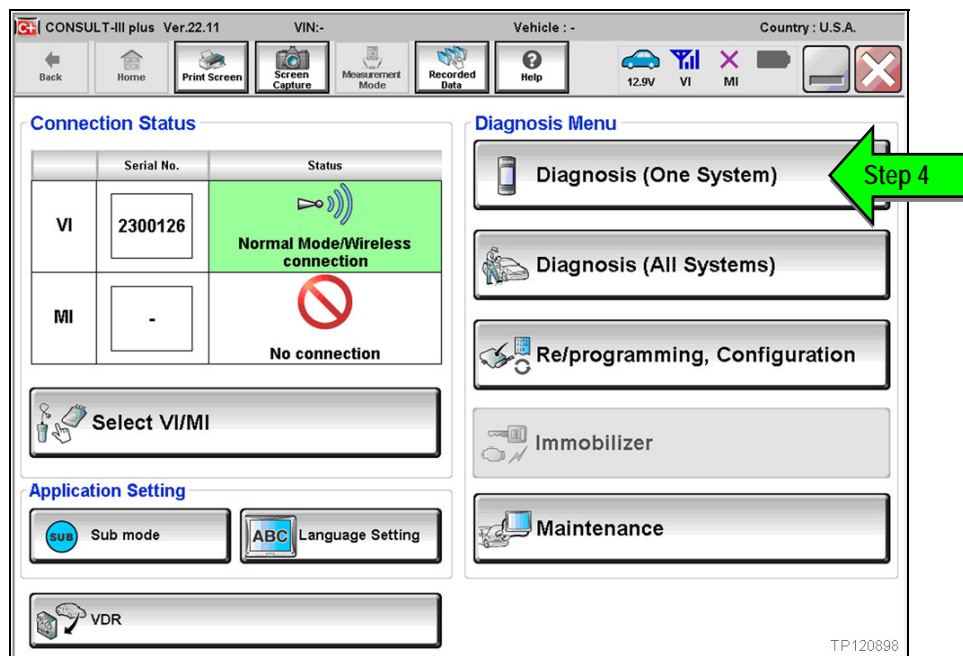 C+ CONSULT-III plus Ver.22.11 VIN:- Vehicle : - Country : U.S.A.
Back
Home
Print Screen
Screen
Capture
Measurement
Mode
Recorded
Data
Help
12.9V
VI
MI
Connection Status
Serial No. Status
VI
2300126
Normal Mode/Wireless
connection
MI
-
No connection
Select VI/MI
Application Setting
SUB Sub mode
ABC Language Setting
VDR
Diagnosis Menu
Diagnosis (One System)
Step 4
Diagnosis (All Systems)
Re/programming, Configuration
Immobilizer
Maintenance
TP120898